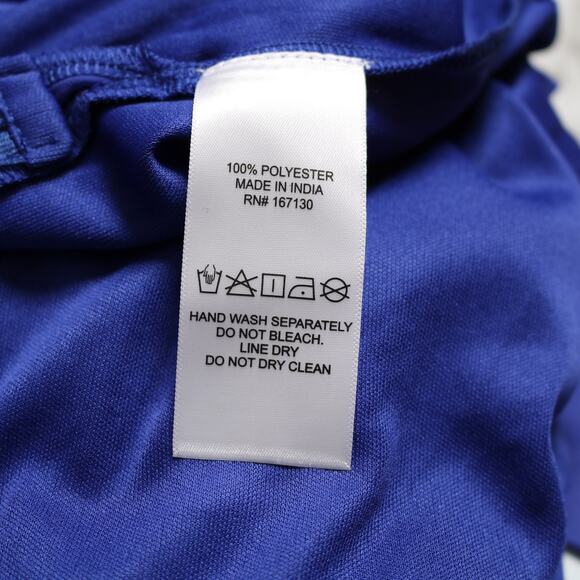 100% POLYESTER
MADE IN INDIA
RN# 167130
HAND WASH SEPARATELY
DO NOT BLEACH.
LINE DRY
DO NOT DRY CLEAN